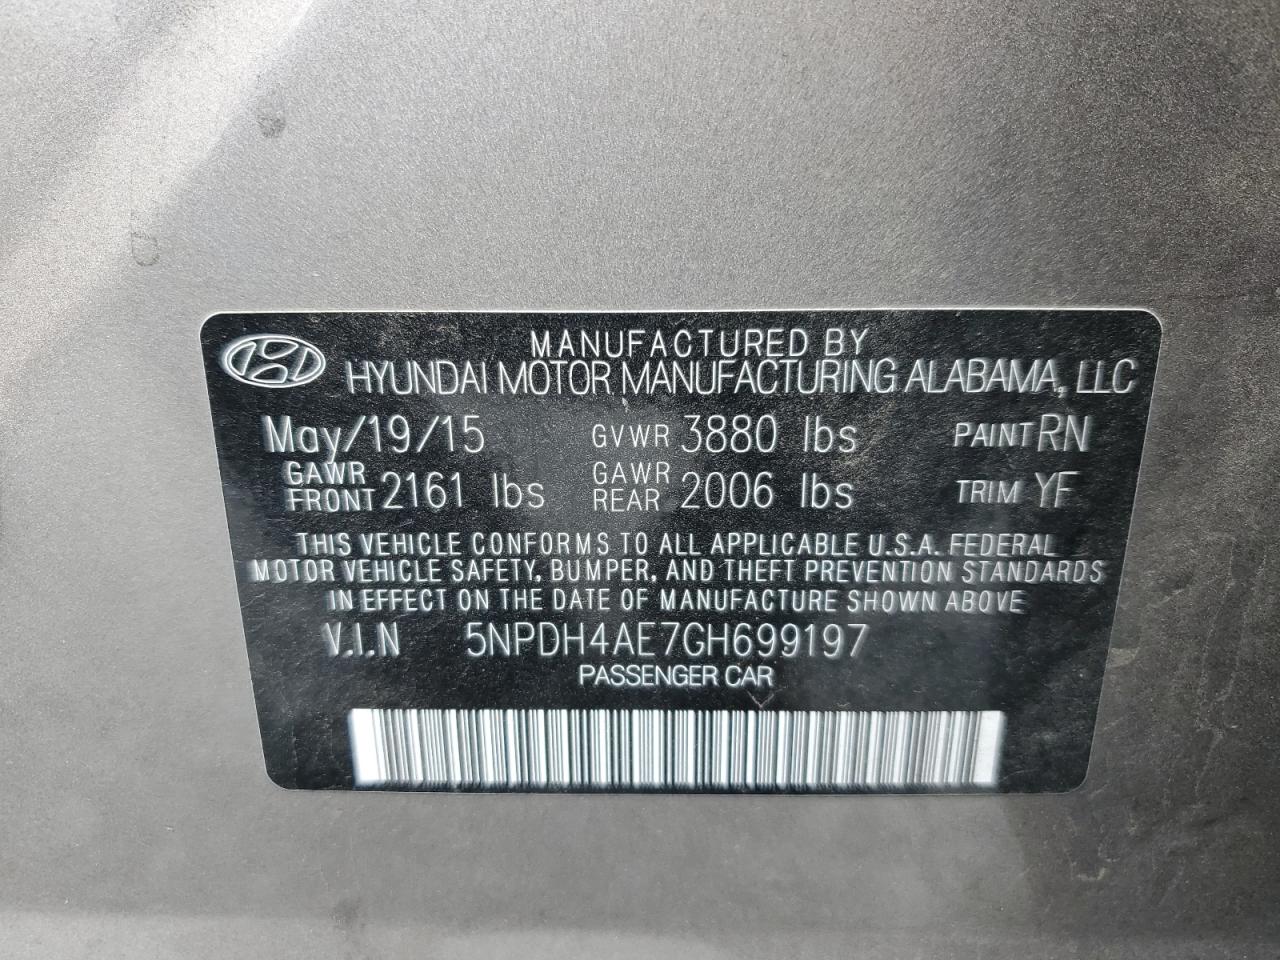 MANUFACTURED BY
HYUNDAI MOTOR MANUFACTURING ALABAMA, LLC
May/19/15 GVWR 3880 lbs PAINT RN
GAWR FRONT 2161 lbs GAWR REAR 2006 lbs TRIM YF
THIS VEHICLE CONFORMS TO ALL APPLICABLE U.S.A. FEDERAL
MOTOR VEHICLE SAFETY, BUMPER, AND THEFT PREVENTION STANDARDS
IN EFFECT ON THE DATE OF MANUFACTURE SHOWN ABOVE
V.I.N 5NPDH4AE7GH699197
PASSENGER CAR